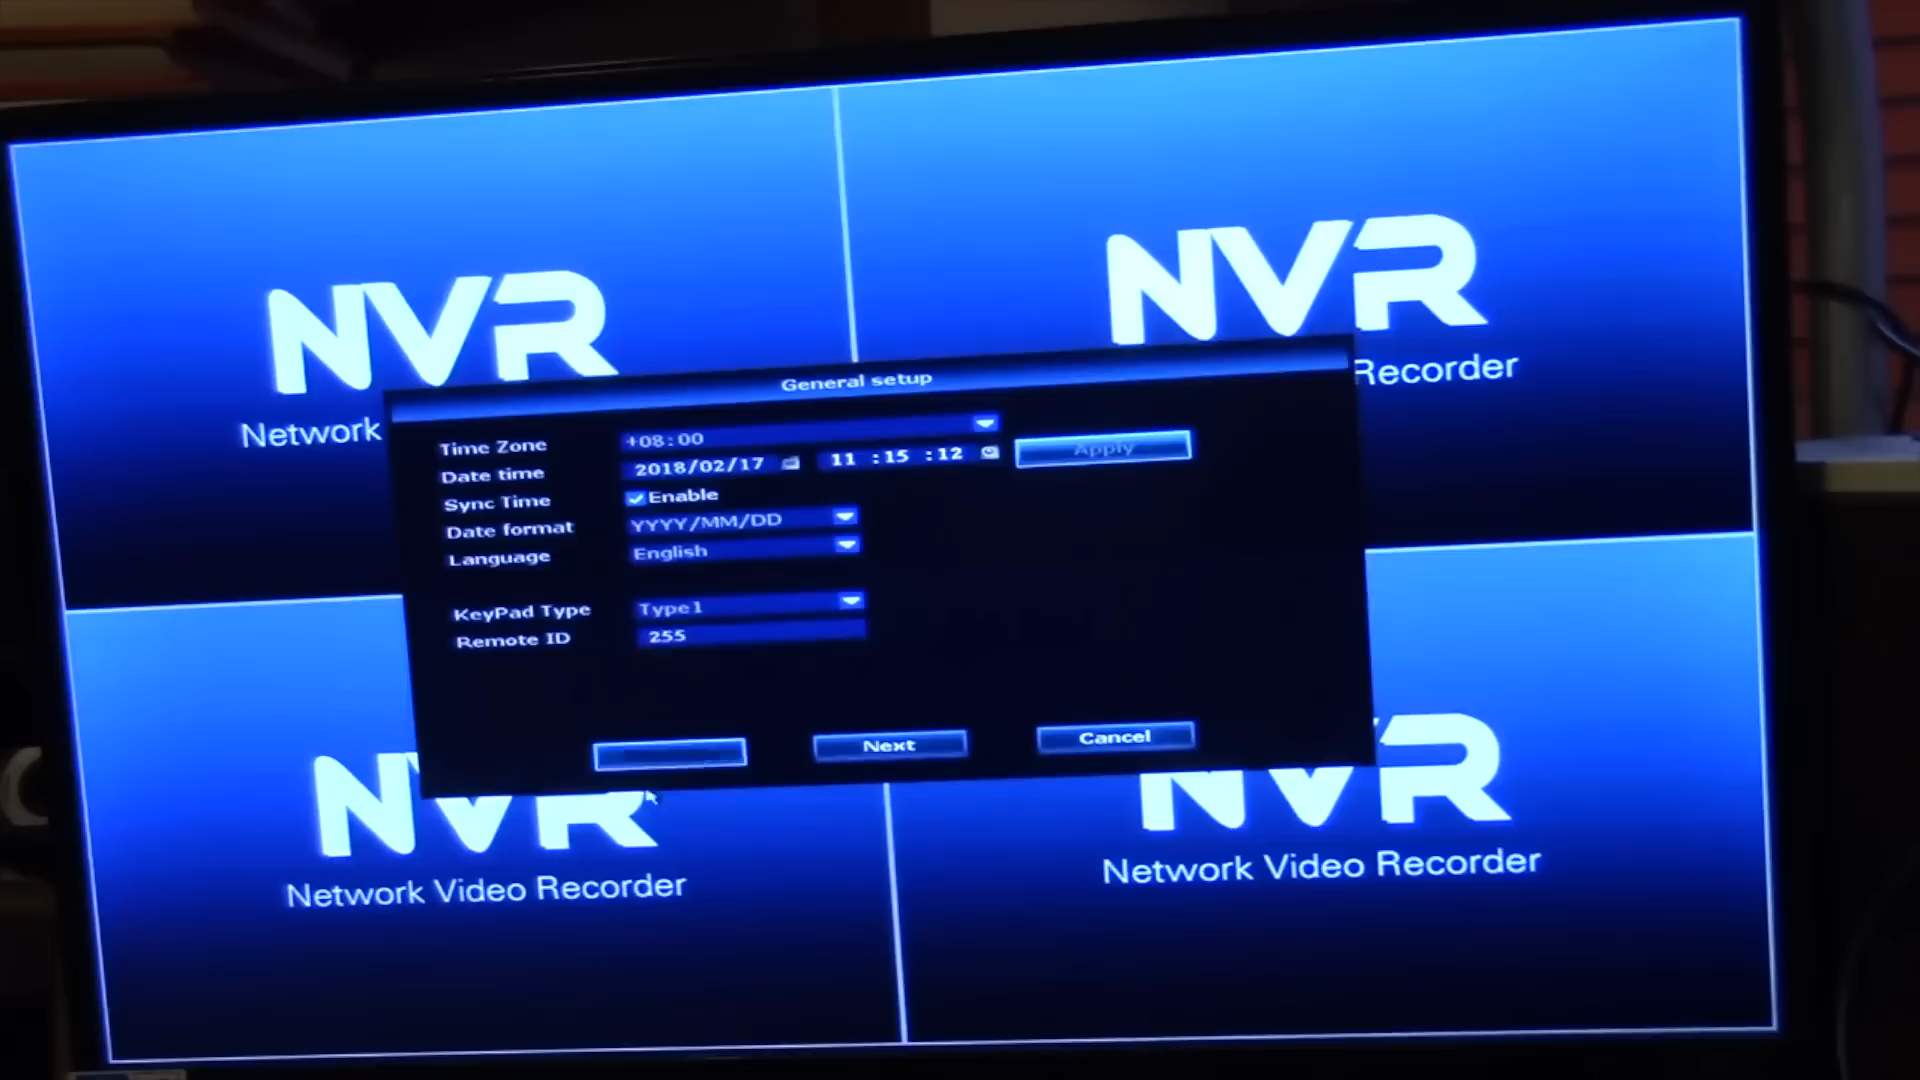 NVR
NVR
Network
Recorder
General setup
Time Zone +08:00
Date time 2018/02/17 11 :15 :12 Apply
Sync Time Enable
Date format YYYY/MM/DD
Language English
KeyPad Type Type1
Remote ID 255
Next Cancel
NVR
Network Video Recorder
NVR
Network Video Recorder